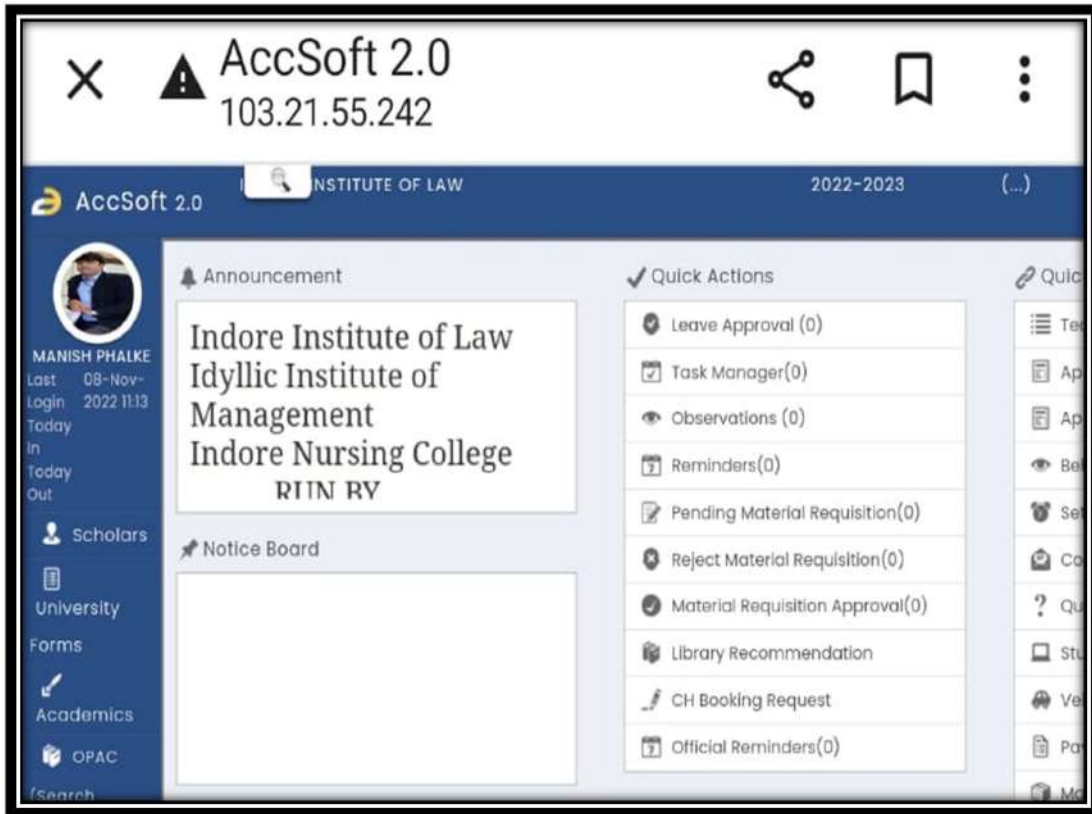 AccSoft 2.0
103.21.55.242
AccSoft 2.0
INSTITUTE OF LAW
2022-2023
(...)
MANISH PHALKE
Last 08-Nov-
Login 2022 11:13
Today
In
Today
Out
Scholars
University
Forms
Academics
OPAC
(Search
Announcement
Indore Institute of Law
Idyllic Institute of
Management
Indore Nursing College
RUN BY
Notice Board
Quick Actions
Leave Approval (0)
Task Manager(0)
Observations (0)
Reminders(0)
Pending Material Requisition(0)
Reject Material Requisition(0)
Material Requisition Approval(0)
Library Recommendation
CH Booking Request
Official Reminders(0)